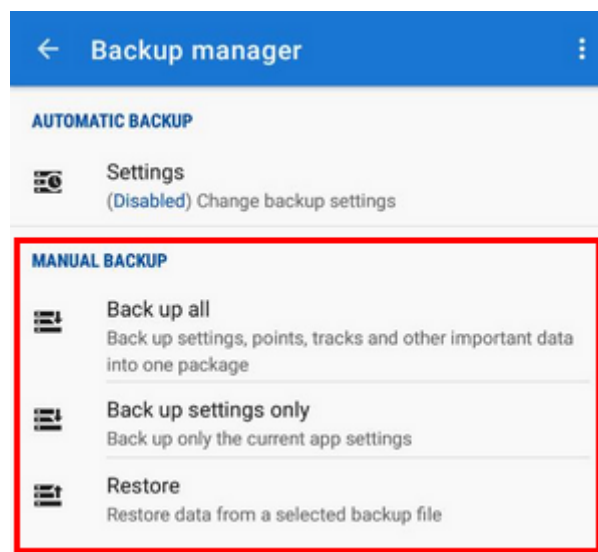 Backup manager
AUTOMATIC BACKUP
Settings
(Disabled) Change backup settings
MANUAL BACKUP
Back up all
Back up settings, points, tracks and other important data
into one package
Back up settings only
Back up only the current app settings
Restore
Restore data from a selected backup file